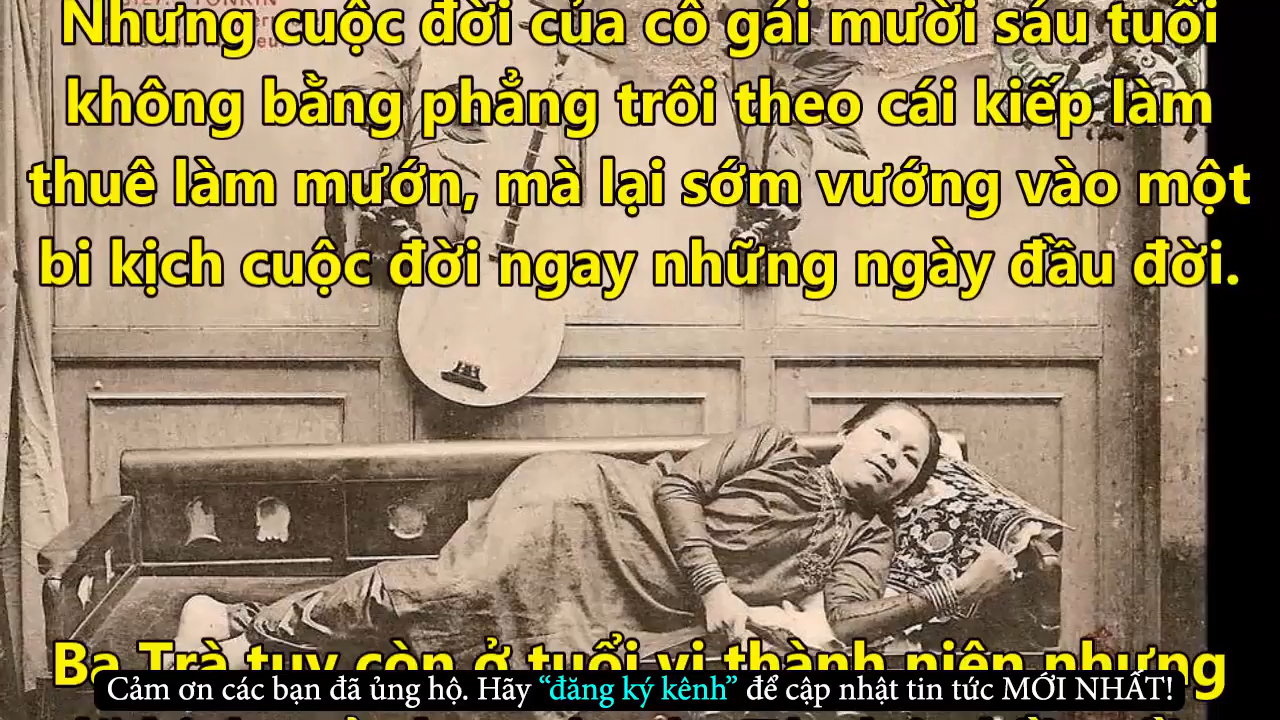 TONKIN
Nhưng cuộc đời của cô gái mười sáu tuổi
không bằng phẳng trôi theo cái kiếp làm
thuê làm mướn, mà lại sớm vướng vào một
bi kịch cuộc đời ngay những ngày đầu đời.
Ba Trà tuy còn ở tuổi vị thành niên nhưng
Cảm ơn các bạn đã ủng hộ. Hãy “đăng ký kênh” để cập nhật tin tức MỚI NHẤT!